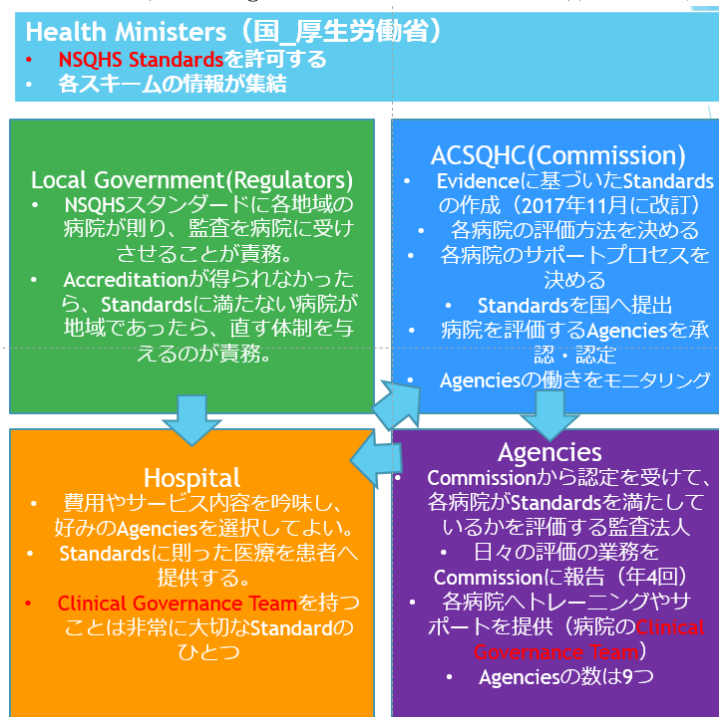 Health Ministers（国_厚生労働省）
• NSQHS Standardsを許可する
• 各スキームの情報が集結
Local Government(Regulators)
• NSQHSスタンダードに各地域の
病院が則り、監査を病院に受け
させることが責務。
• Accreditationが得られなかった
ら、Standardsに満たない病院が
地域であったら、直す体制を与
えるのが責務。
ACSQHC(Commission)
• Evidenceに基づいたStandards
の作成（2017年11月に改訂）
• 各病院の評価方法を決める
• 各病院のサポートプロセスを
決める
• Standardsを国へ提出
• 病院を評価するAgenciesを承
認・認定
• Agenciesの働きをモニタリング
Hospital
• 費用やサービス内容を吟味し、
好みのAgenciesを選択してよい。
• Standardsに則った医療を患者へ
提供する。
• Clinical Governance Teamを持つ
ことは非常に大切なStandardの
ひとつ
Agencies
• Commissionから認定を受けて、
各病院がStandardsを満たして
いるかを評価する監査法人
• 日々の評価の業務を
Commissionに報告（年4回）
• 各病院へトレーニングやサ
ポートを提供（病院のClinical
Governance Team）
• Agenciesの数は9つ